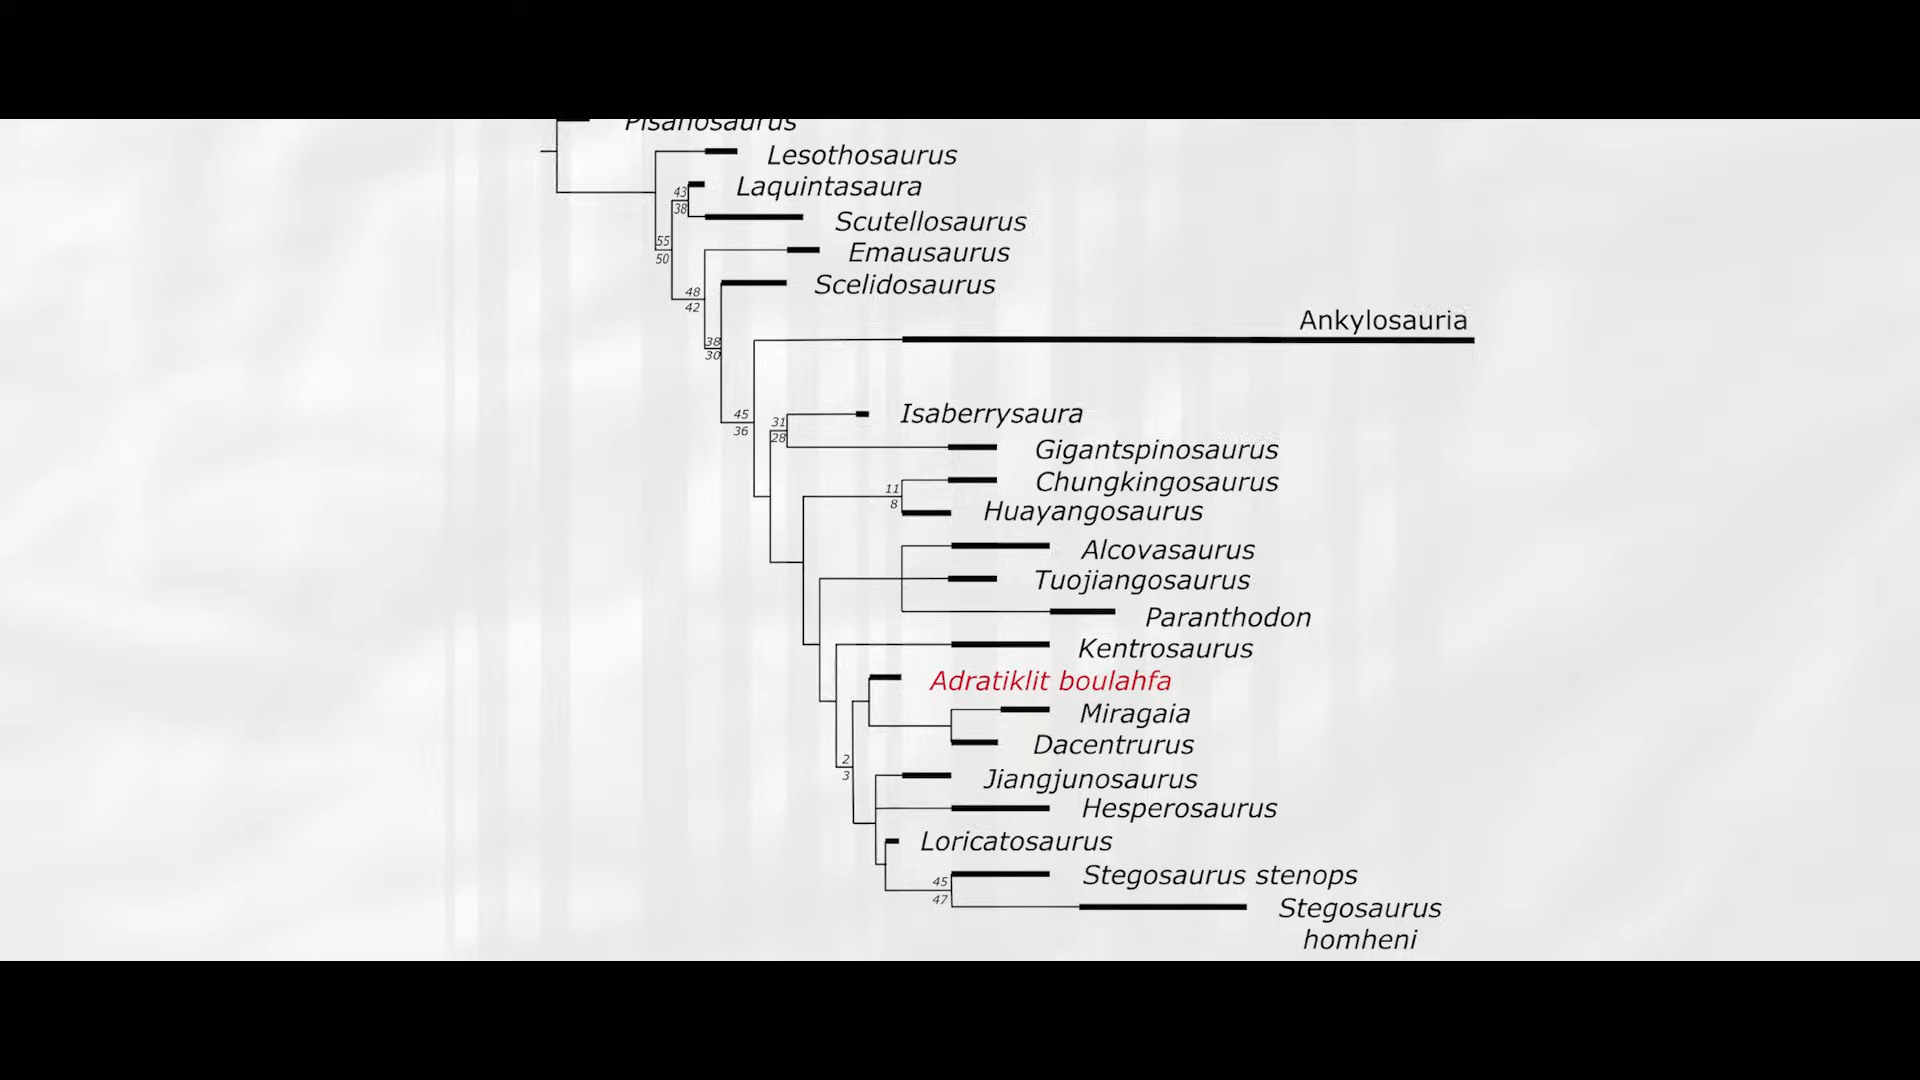 Pisanosaurus
Lesothosaurus
43
Laquintasaura
38
Scutellosaurus
55
50
Emausaurus
Scelidosaurus
48
42
Ankylosauria
38
30
Isaberrysaura
45
36
31
28
Gigantspinosaurus
Chungkingosaurus
11
8
Huayangosaurus
Alcovasaurus
Tuojiangosaurus
Paranthodon
Kentrosaurus
Adratiklit boulahfa
Miragaia
Dacentrurus
2
3
Jiangjunosaurus
Hesperosaurus
Loricatosaurus
Stegosaurus stenops
45
47
Stegosaurus
homheni